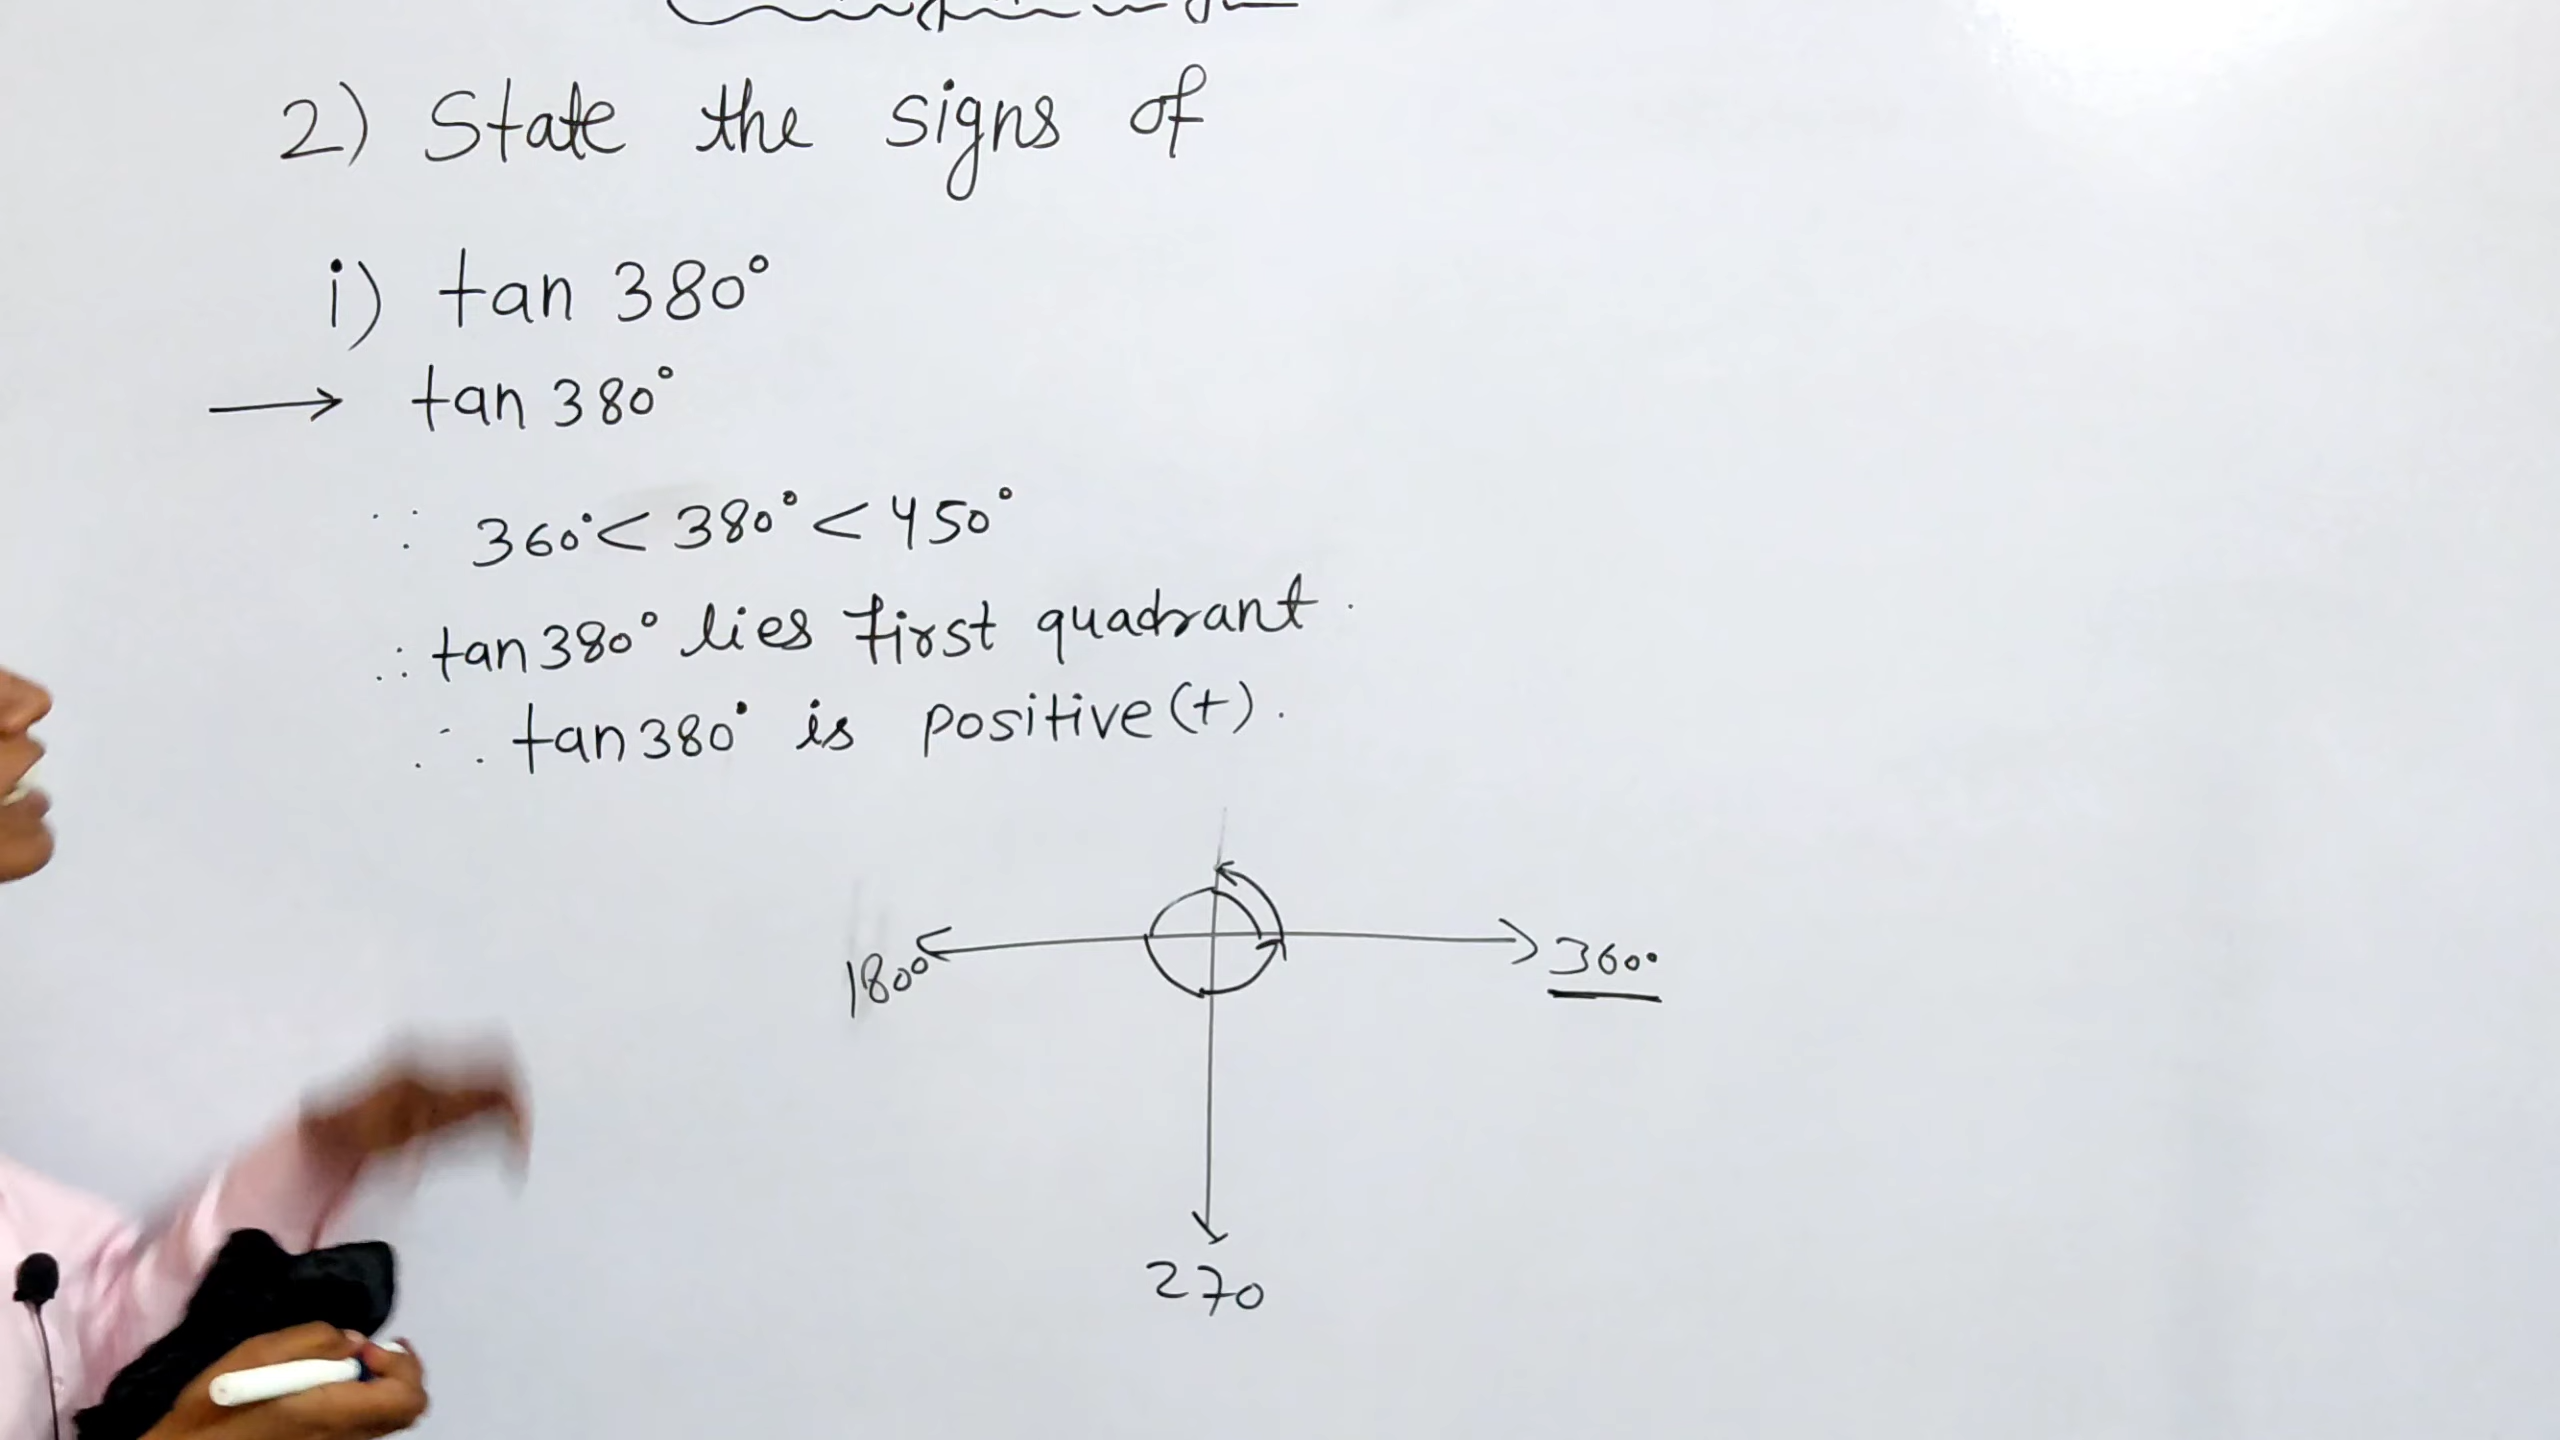 2) State the signs of
i) tan 380°
→ tan 380°
∵ 360° < 380° < 450°
∴ tan 380° lies first quadrant.
∴ tan 380° is positive (+).
180° 360°
270